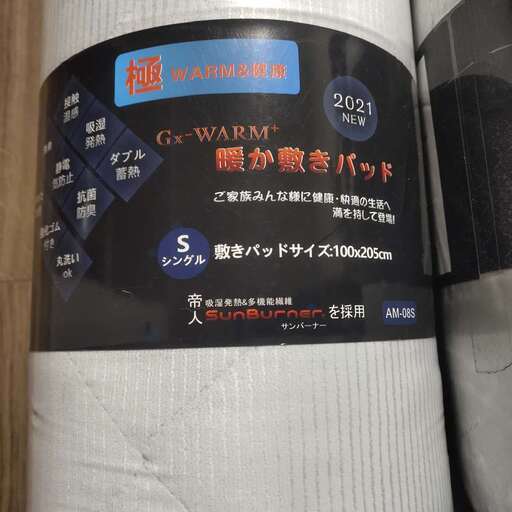 極 WARM&健康
2021
NEW
接触
温感
吸湿
発熱
ダブル
蓄熱
静電
防止
抗菌
防臭
ゴム
付き
丸洗い
ok
Gx-WARM+
暖か敷きパッド
ご家族みんな様に健康・快適の生活へ
満を持して登場!
S
シングル
敷きパッドサイズ:100x205cm
帝人 吸湿発熱&多機能繊維
SunBurner を採用
サンバーナー
AM-08S